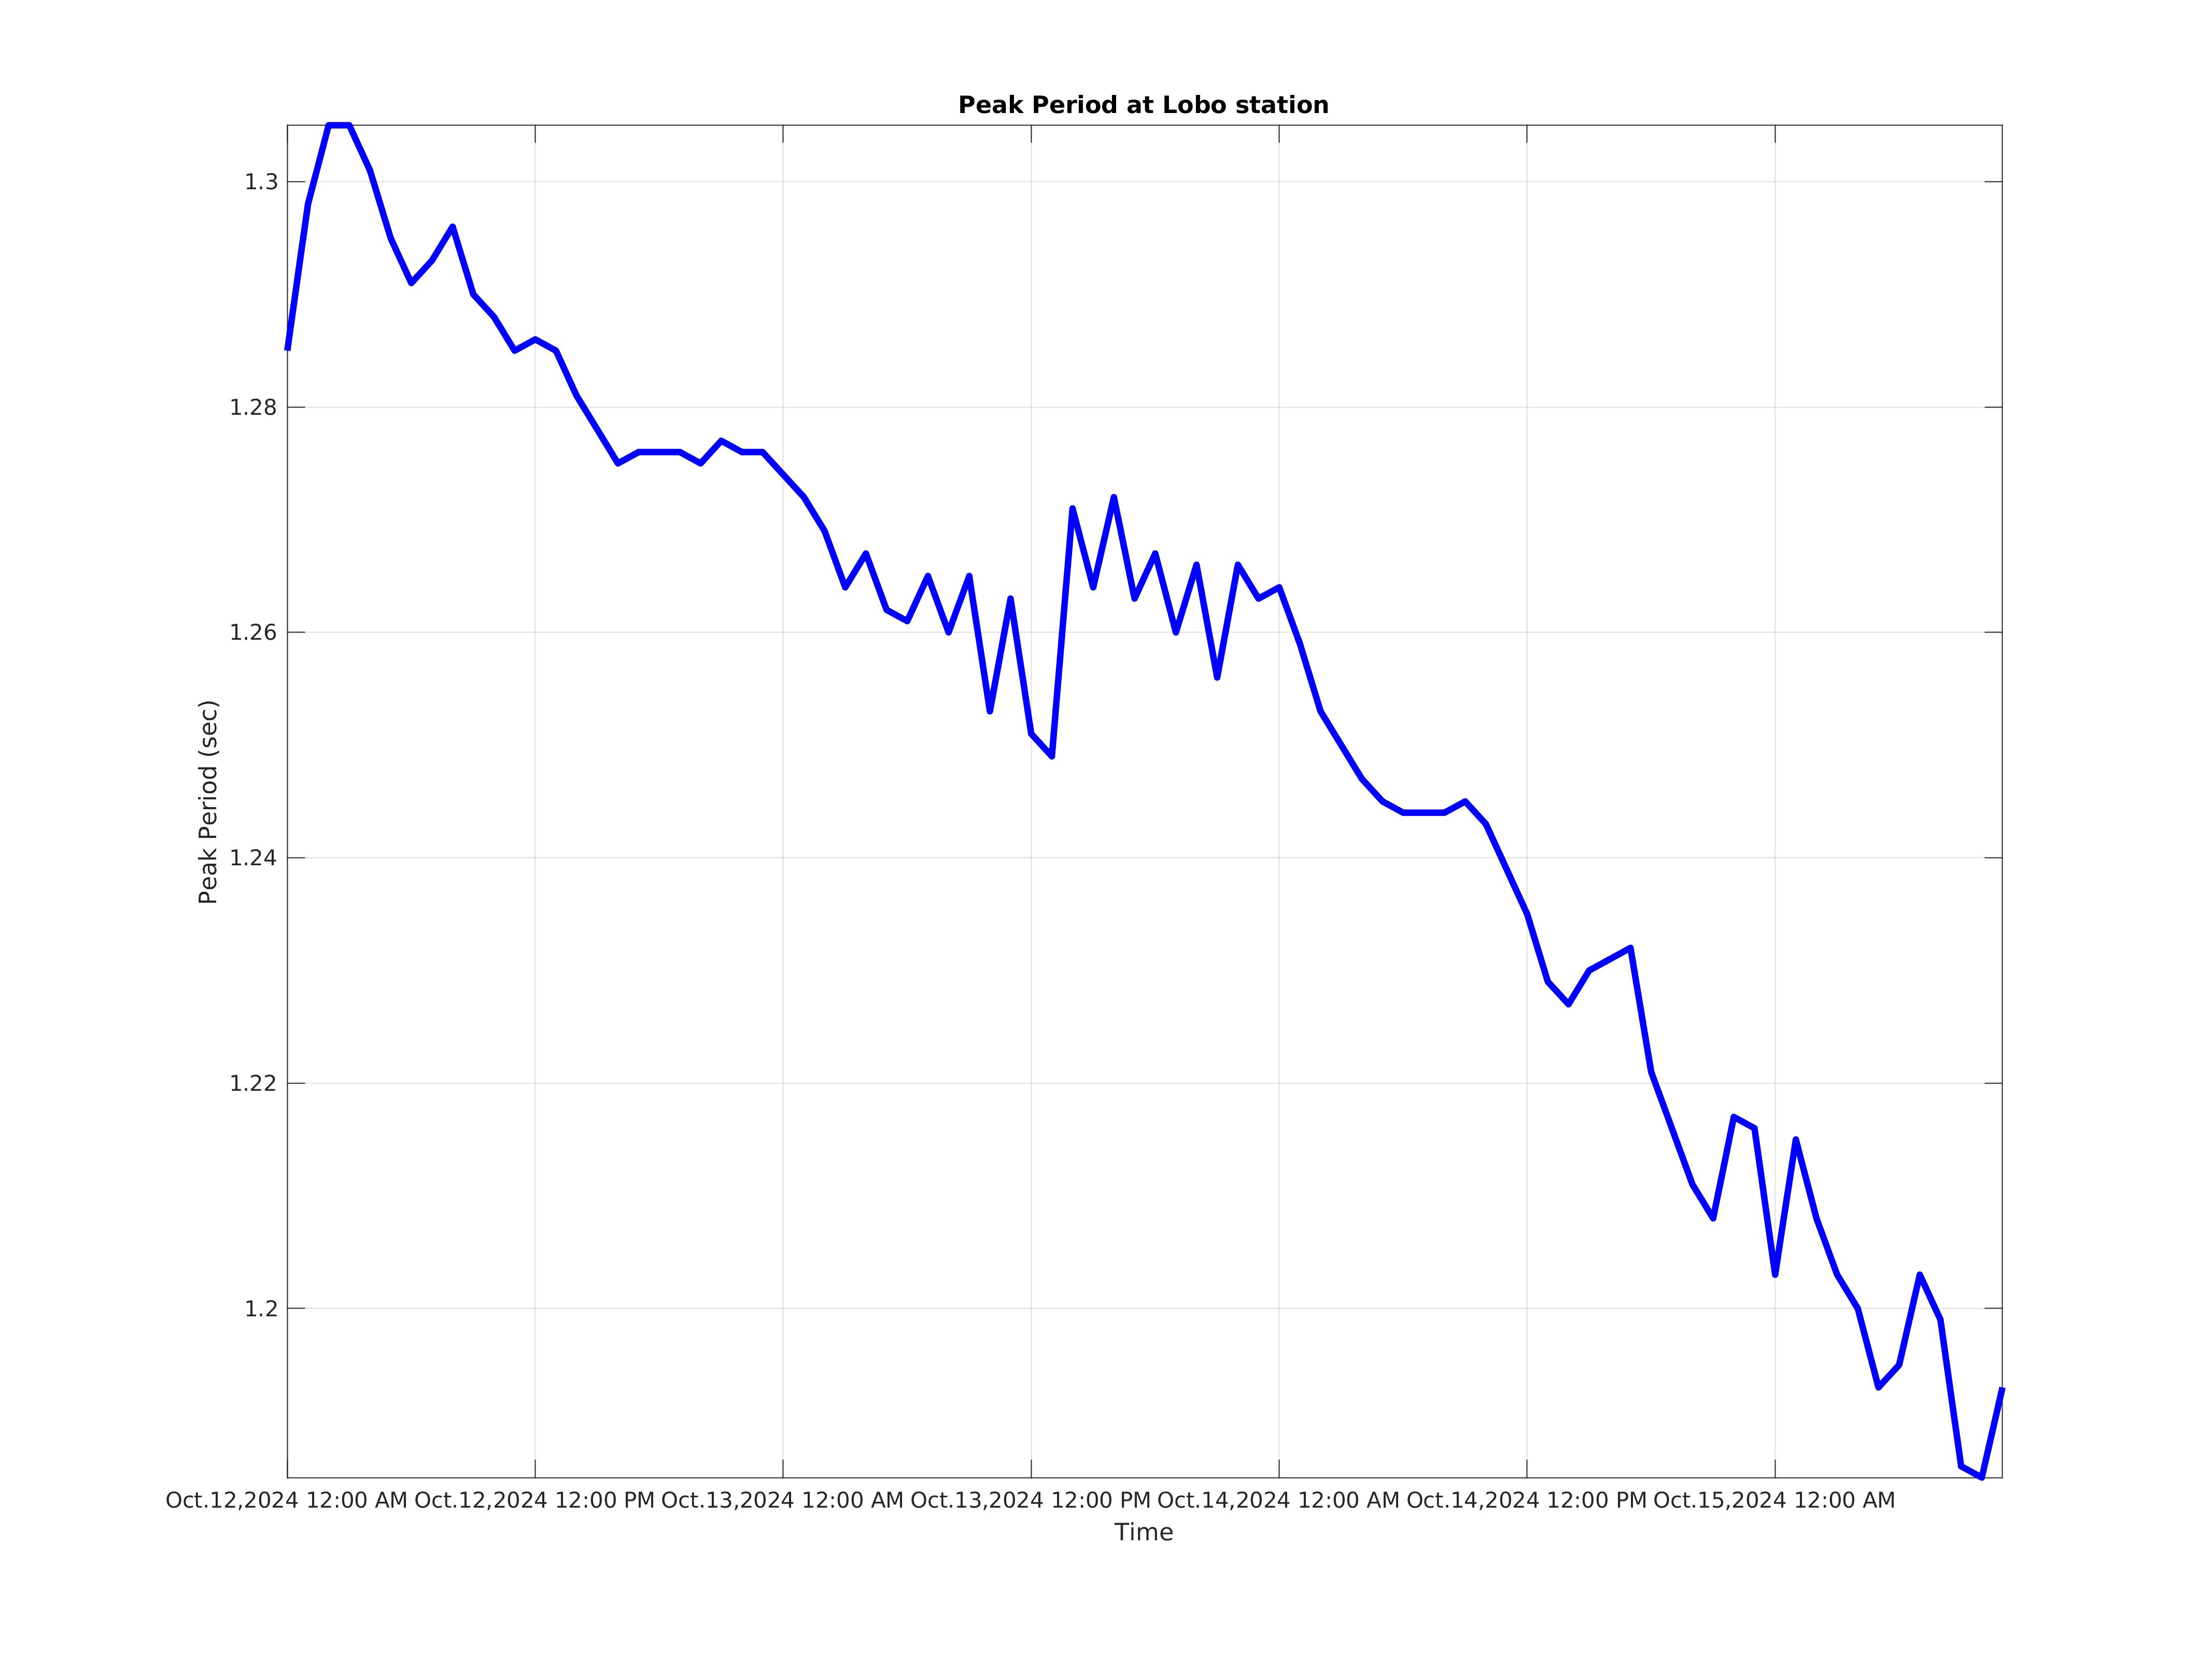 Peak Period at Lobo station
1.3
1.28
1.26
1.24
1.22
1.2
Peak Period (sec)
Oct.12,2024 12:00 AM Oct.12,2024 12:00 PM Oct.13,2024 12:00 AM Oct.13,2024 12:00 PM Oct.14,2024 12:00 AM Oct.14,2024 12:00 PM Oct.15,2024 12:00 AM
Time